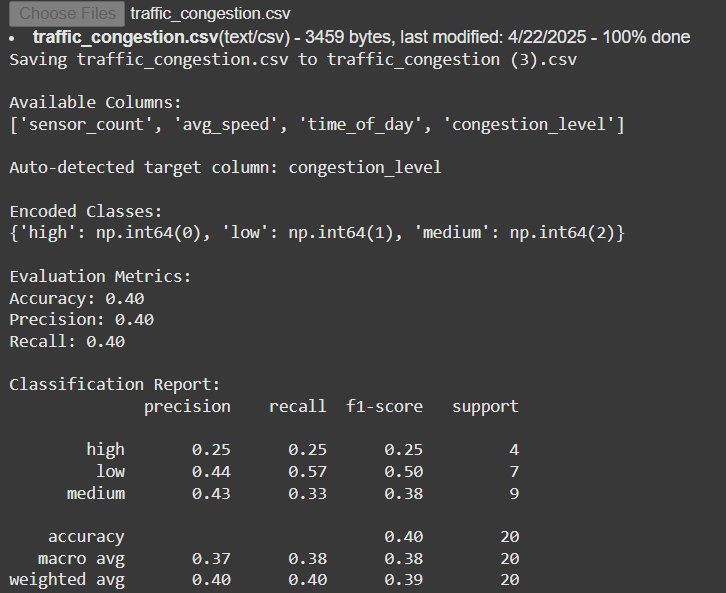 Choose Files traffic_congestion.csv
• traffic_congestion.csv(text/csv) - 3459 bytes, last modified: 4/22/2025 - 100% done
Saving traffic_congestion.csv to traffic_congestion (3).csv
Available Columns:
['sensor_count', 'avg_speed', 'time_of_day', 'congestion_level']
Auto-detected target column: congestion_level
Encoded Classes:
{'high': np.int64(0), 'low': np.int64(1), 'medium': np.int64(2)}
Evaluation Metrics:
Accuracy: 0.40
Precision: 0.40
Recall: 0.40
Classification Report:
precision recall f1-score support
high 0.25 0.25 0.25 4
low 0.44 0.57 0.50 7
medium 0.43 0.33 0.38 9
accuracy 0.40 20
macro avg 0.37 0.38 0.38 20
weighted avg 0.40 0.40 0.39 20